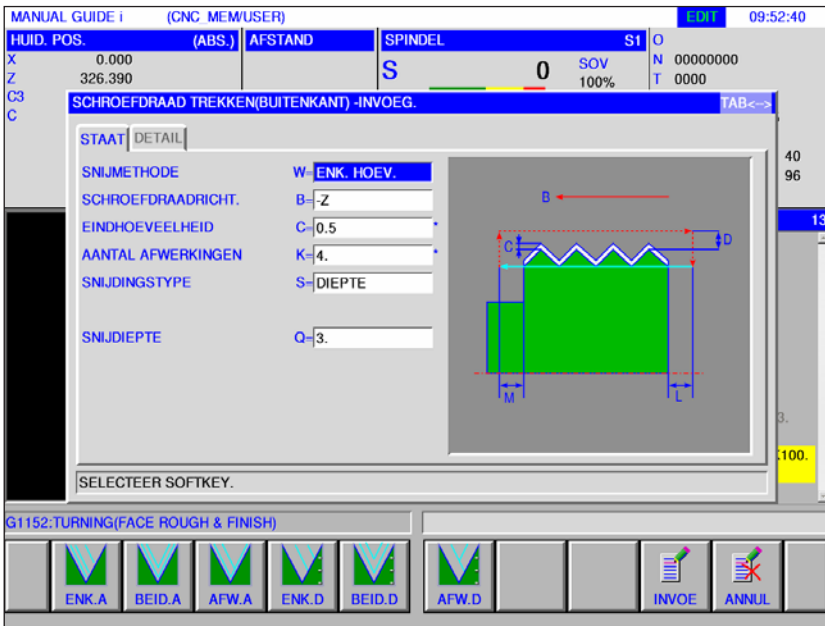 MANUAL GUIDE i (CNC_MEM/USER) EDIT 09:52:40
HUID. POS. (ABS.) AFSTAND SPINDEL S1 O
X 0.000 N 00000000
Z 326.390 S 0 SOV 100% T 0000
C3
C
SCHROEFDRAAD TREKKEN(BUITENKANT) -INVOEG. TAB<-->
STAAT DETAIL
SNIJMETHODE W= ENK. HOEV.
SCHROEFDRAADRICHT. B= -Z
EINDHOEVEELHEID C= 0.5 *
AANTAL AFWERKINGEN K= 4. *
SNIJDINGSTYPE S= DIEPTE
SNIJDIEPTE Q= 3.
B
C
D
M
L
40
96
13
3.
100.
SELECTEER SOFTKEY.
G1152:TURNING(FACE ROUGH & FINISH)
ENK.A BEID.A AFW.A ENK.D BEID.D AFW.D INVOE ANNUL